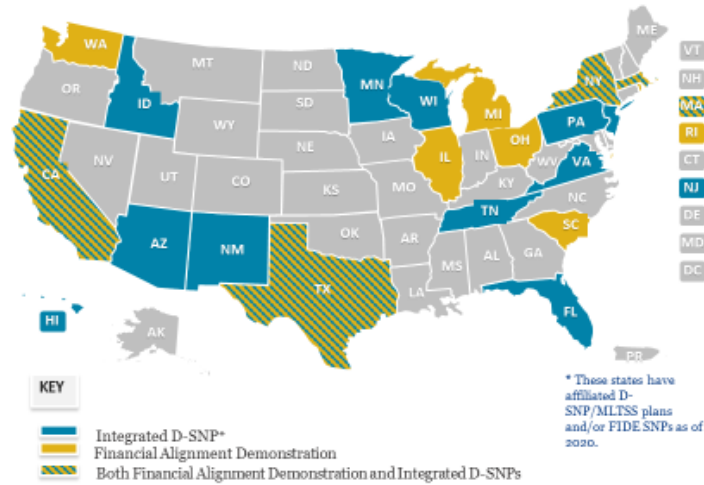 ME
WA
VT
MT
ND
NH
OR
MN
NY
MA
ID
SD
WI
MI
RI
WY
PA
CT
IA
NE
OH
NJ
NV
IL
IN
UT
CO
WV
VA
DE
CA
KS
MO
KY
NC
MD
TN
OK
AZ
NM
AR
SC
DC
MS
AL
GA
TX
LA
FL
HI
AK
PR
KEY
* These states have
affiliated D-
SNP/MLTSS plans
and/or FIDE SNPs as of
2020.
Integrated D-SNP*
Financial Alignment Demonstration
Both Financial Alignment Demonstration and Integrated D-SNPs